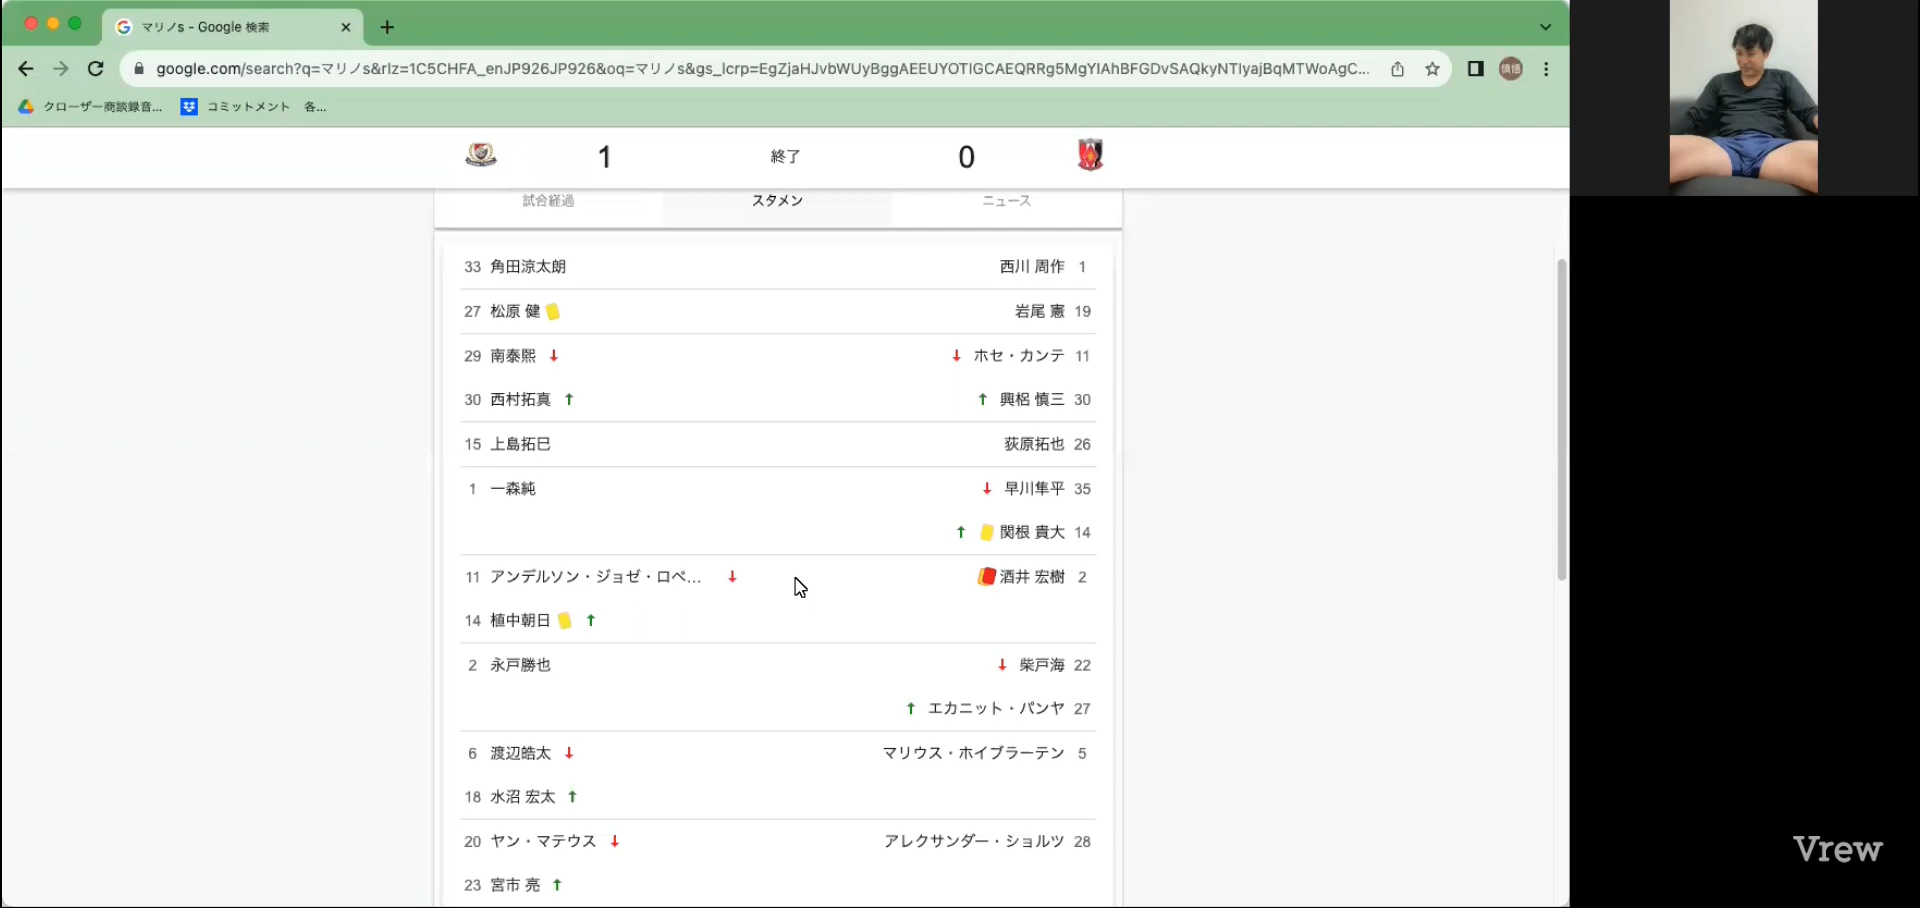 マリノs - Google 検索
google.com/search?q=マリノs&rlz=1C5CHFA_enJP926JP926&oq=マリノs&gs_lcrp=EgZjaHJvbWUyBggAEEUYOTIGCAEQRRg5MgYIAhBFGDvSAQkyNTIyajBqMTWoAgC...
慎悟
クローザー商談録音...
コミットメント 各...
1 終了 0
試合経過 スタメン ニュース
33 角田涼太朗 西川 周作 1
27 松原 健 岩尾 憲 19
29 南泰熙 ↓ ↓ ホセ・カンテ 11
30 西村拓真 ↑ ↑ 興梠 慎三 30
15 上島拓巳 荻原拓也 26
1 一森純 ↓ 早川隼平 35
↑ 関根 貴大 14
11 アンデルソン・ジョゼ・ロペ... ↓ 酒井 宏樹 2
14 植中朝日 ↑
2 永戸勝也 ↓ 柴戸海 22
↑ エカニット・パンヤ 27
6 渡辺皓太 ↓ マリウス・ホイブラーテン 5
18 水沼 宏太 ↑
20 ヤン・マテウス ↓ アレクサンダー・ショルツ 28
23 宮市 亮 ↑
Vrew